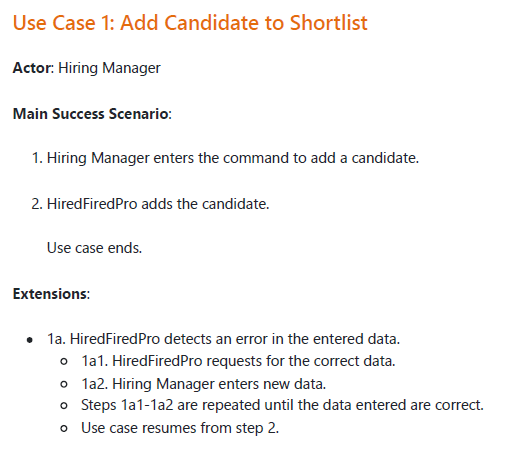 Use Case 1: Add Candidate to Shortlist
Actor: Hiring Manager
Main Success Scenario:
1. Hiring Manager enters the command to add a candidate.
2. HiredFiredPro adds the candidate.
Use case ends.
Extensions:
• 1a. HiredFiredPro detects an error in the entered data.
○ 1a1. HiredFiredPro requests for the correct data.
○ 1a2. Hiring Manager enters new data.
○ Steps 1a1-1a2 are repeated until the data entered are correct.
○ Use case resumes from step 2.